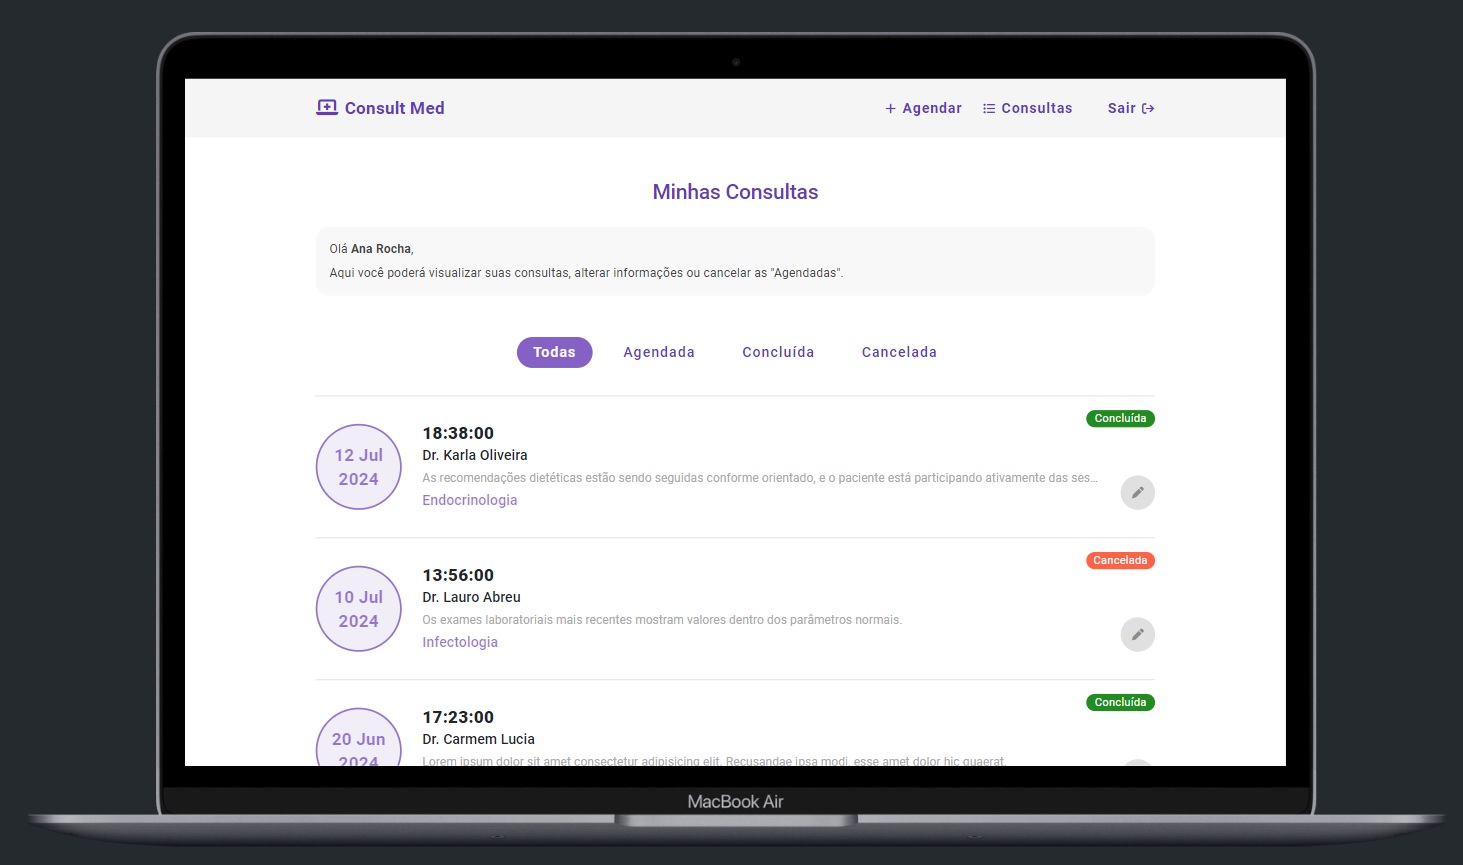 Consult Med
Agendar
Consultas
Sair
Minhas Consultas
Olá Ana Rocha,
Aqui você poderá visualizar suas consultas, alterar informações ou cancelar as "Agendadas".
Todas
Agendada
Concluída
Cancelada
Concluída
12 Jul
2024
18:38:00
Dr. Karla Oliveira
As recomendações dietéticas estão sendo seguidas conforme orientado, e o paciente está participando ativamente das ses...
Endocrinologia
Cancelada
10 Jul
2024
13:56:00
Dr. Lauro Abreu
Os exames laboratoriais mais recentes mostram valores dentro dos parâmetros normais.
Infectologia
Concluída
20 Jun
2024
17:23:00
Dr. Carmem Lucia
Lorem ipsum dolor sit amet consectetur adipisicing elit. Recusandae ipsa modi, esse amet dolor hic quaerat.
MacBook Air